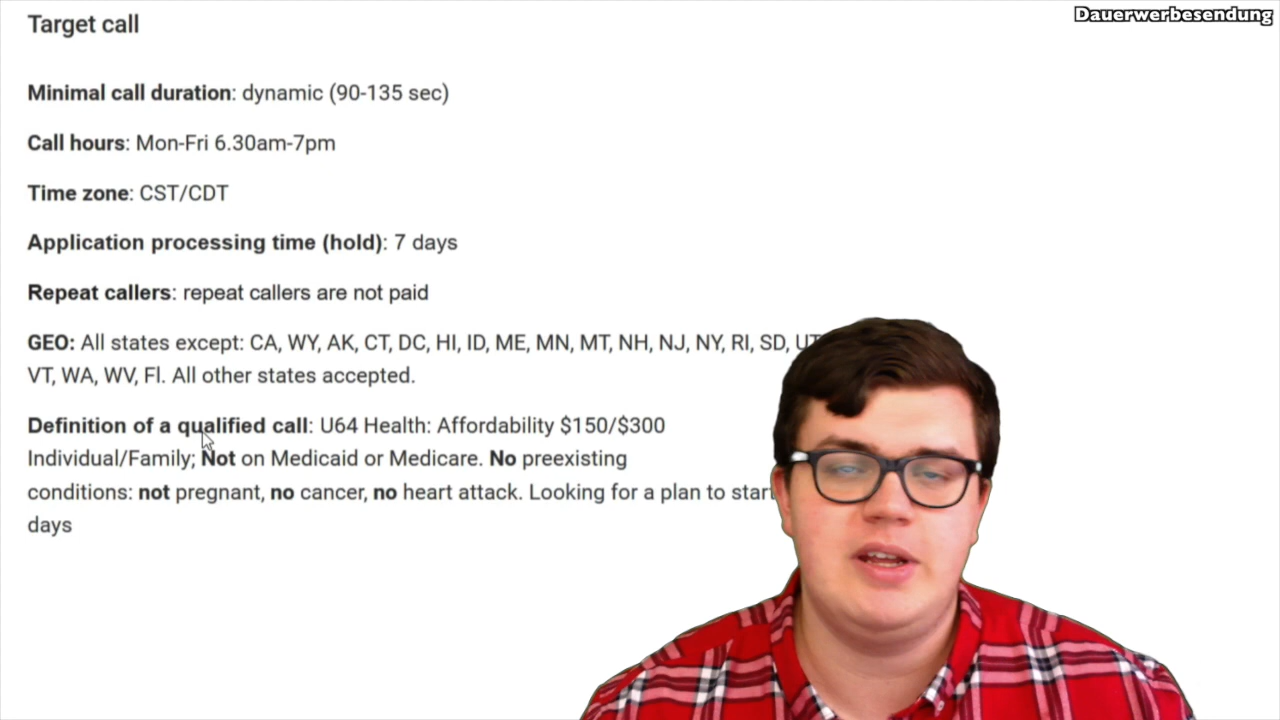 Target call
Dauerwerbesendung
Minimal call duration: dynamic (90-135 sec)
Call hours: Mon-Fri 6.30am-7pm
Time zone: CST/CDT
Application processing time (hold): 7 days
Repeat callers: repeat callers are not paid
GEO: All states except: CA, WY, AK, CT, DC, HI, ID, ME, MN, MT, NH, NJ, NY, RI, SD, UT
VT, WA, WV, Fl. All other states accepted.
Definition of a qualified call: U64 Health: Affordability $150/$300
Individual/Family; Not on Medicaid or Medicare. No preexisting
conditions: not pregnant, no cancer, no heart attack. Looking for a plan to start
days